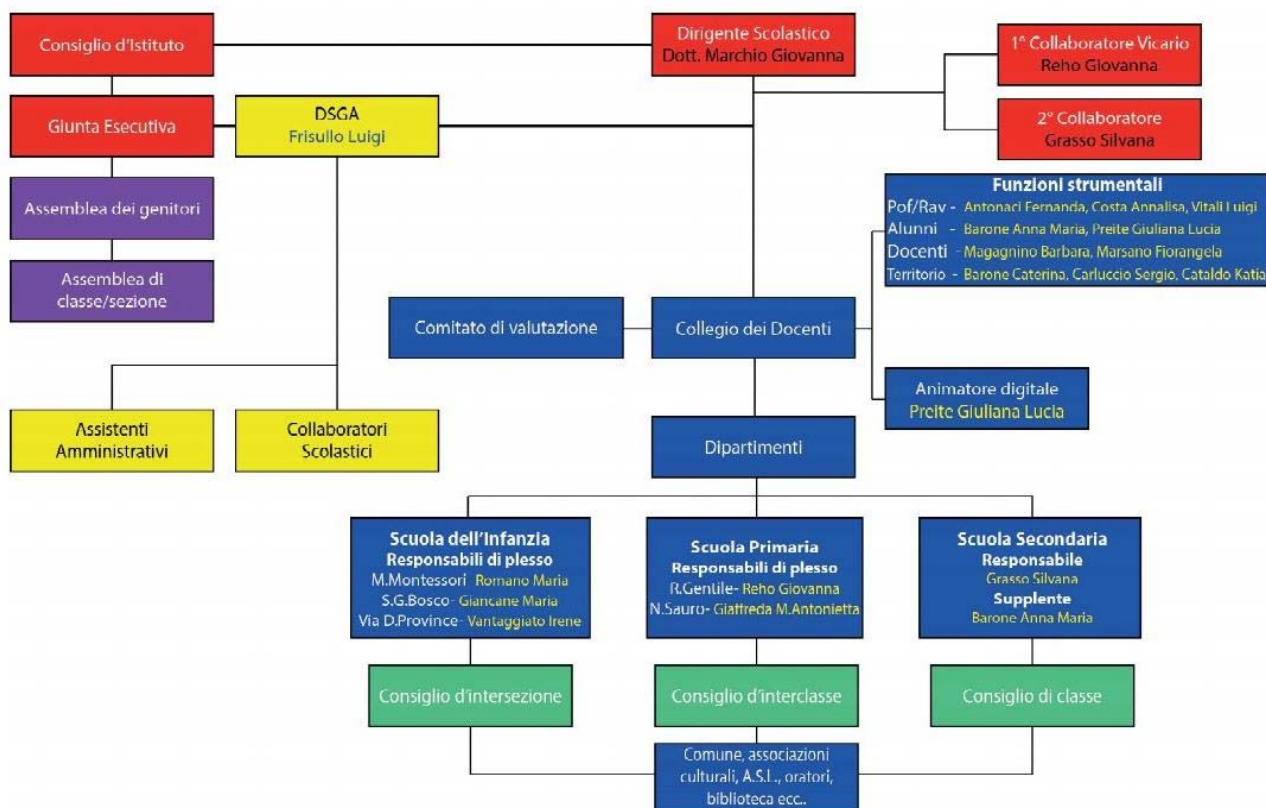 Consiglio d'Istituto
Dirigente Scolastico
Dott. Marchio Giovanna
1° Collaboratore Vicario
Reho Giovanna
Giunta Esecutiva
DSGA
Frisullo Luigi
2° Collaboratore
Grasso Silvana
Assemblea dei genitori
Funzioni strumentali
Pof/Rav - Antonaci Fernanda, Costa Annalisa, Vitali Luigi
Alunni - Barone Anna Maria, Preite Giuliana Lucia
Docenti - Magagnino Barbara, Marsano Fiorangela
Territorio - Barone Caterina, Carluccio Sergio, Cataldo Katia
Assemblea di
classe/sezione
Comitato di valutazione
Collegio dei Docenti
Animatore digitale
Preite Giuliana Lucia
Assistenti
Amministrativi
Collaboratori
Scolastici
Dipartimenti
Scuola dell'Infanzia
Responsabili di plesso
M.Montessori Romano Maria
S.G.Bosco- Giancane Maria
Via D.Province- Vantaggiato Irene
Scuola Primaria
Responsabili di plesso
R.Gentile- Reho Giovanna
N.Sauro- Giaffreda M.Antonietta
Scuola Secondaria
Responsabile
Grasso Silvana
Supplente
Barone Anna Maria
Consiglio d'intersezione
Consiglio d'interclasse
Consiglio di classe
Comune, associazioni
culturali, A.S.L., oratori,
biblioteca ecc..